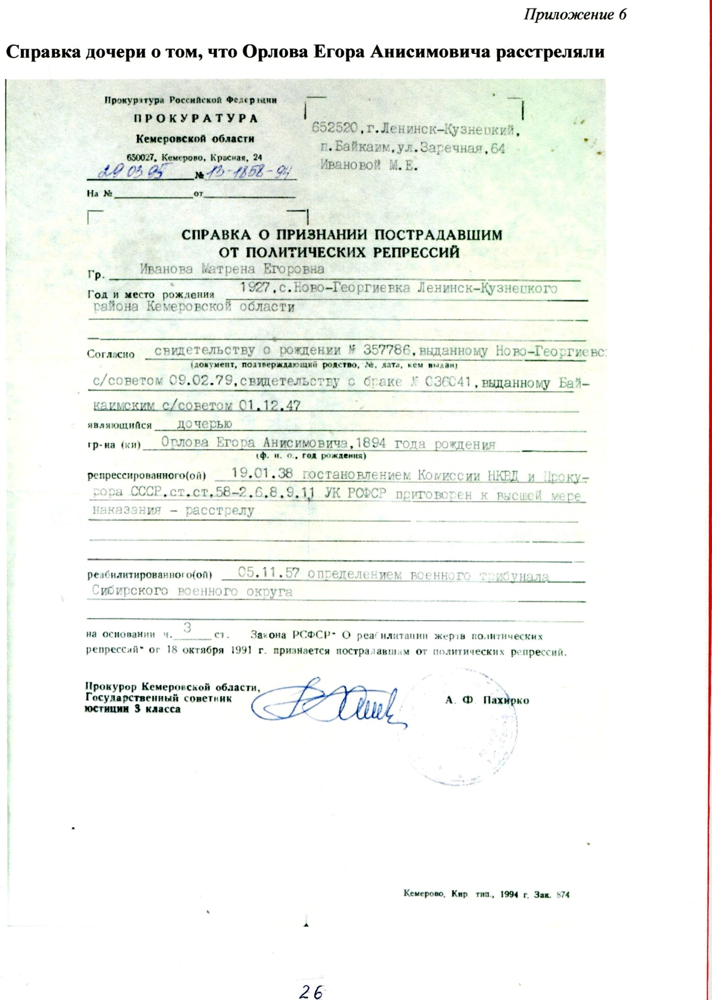 Приложение 6
Справка дочери о том, что Орлова Егора Анисимовича расстреляли
Прокуратура Российской Федерации
ПРОКУРАТУРА
Кемеровской области
650027, Кемерово, Красная, 24
29 03 95 № 13-1858-94
На № от
652520,г.Ленинск-Кузнецкий,
п.Байкаим,ул.Заречная,64
Ивановой М.Е.
СПРАВКА О ПРИЗНАНИИ ПОСТРАДАВШИМ
ОТ ПОЛИТИЧЕСКИХ РЕПРЕССИЙ
Гр. Иванова Матрена Егоровна
Год и место рождения 1927,с.Ново-Георгиевка Ленинск-Кузнецкого
района Кемеровской области
Согласно свидетельству о рождении № 357786,выданному Ново-Георгиевс
(документ, подтверждающий родство, №, дата, кем выдан)
с/советом 09.02.79,свидетельству о браке № 036041,выданному Бай-
каимским с/советом 01.12.47
являющийся дочерью
гр-на (ки) Орлова Егора Анисимовича,1894 года рождения
(ф. и. о., год рождения)
репрессированного(ой) 19.01.38 постановлением Комиссии НКВД и Проку-
рора СССР,ст.ст.58-2,6,8,9,11 УК РСФСР приговорен к высшей мере
наказания - расстрелу
реабилитированного(ой) 05.11.57 определением военного трибунала
Сибирского военного округа
на основании ч. 3 ст. Закона РСФСР" О реабилитации жертв политических
репрессий" от 18 октября 1991 г. признается пострадавшим от политических репрессий.
Прокурор Кемеровской области,
Государственный советник
юстиции 3 класса
А. Ф. Пахирко
Кемерово, Кир. тип., 1994 г. Зак. 874
26